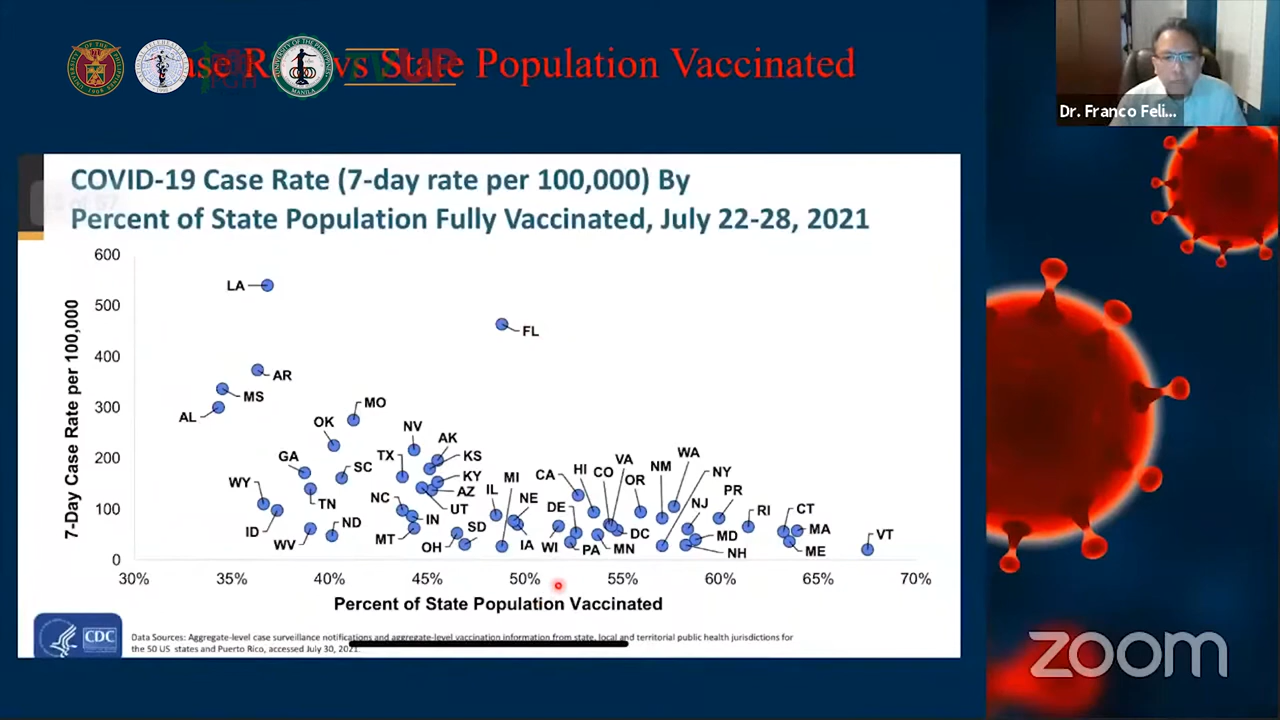 vs State Population Vaccinated
Dr. Franco Feli...
COVID-19 Case Rate (7-day rate per 100,000) By
Percent of State Population Fully Vaccinated, July 22-28, 2021
7-Day Case Rate per 100,000
600
500
400
300
200
100
0
LA
FL
AR
MS
AL
MO
OK
NV
AK
GA
SC
TX
KS
WA
VA
NY
HI
CO
NM
CA
MI
KY
WY
TN
AZ
IL
OR
PR
NC
UT
NE
DE
NJ
RI
CT
ID
ND
IN
SD
DC
MD
MA
VT
WV
MT
OH
IA
WI
PA
MN
NH
ME
30%
35%
40%
45%
50%
55%
60%
65%
70%
Percent of State Population Vaccinated
CDC
Data Sources: Aggregate-level case surveillance notifications and aggregate-level vaccination information from state, local and territorial public health jurisdictions for
the 50 US states and Puerto Rico, accessed July 30, 2021.
zoom